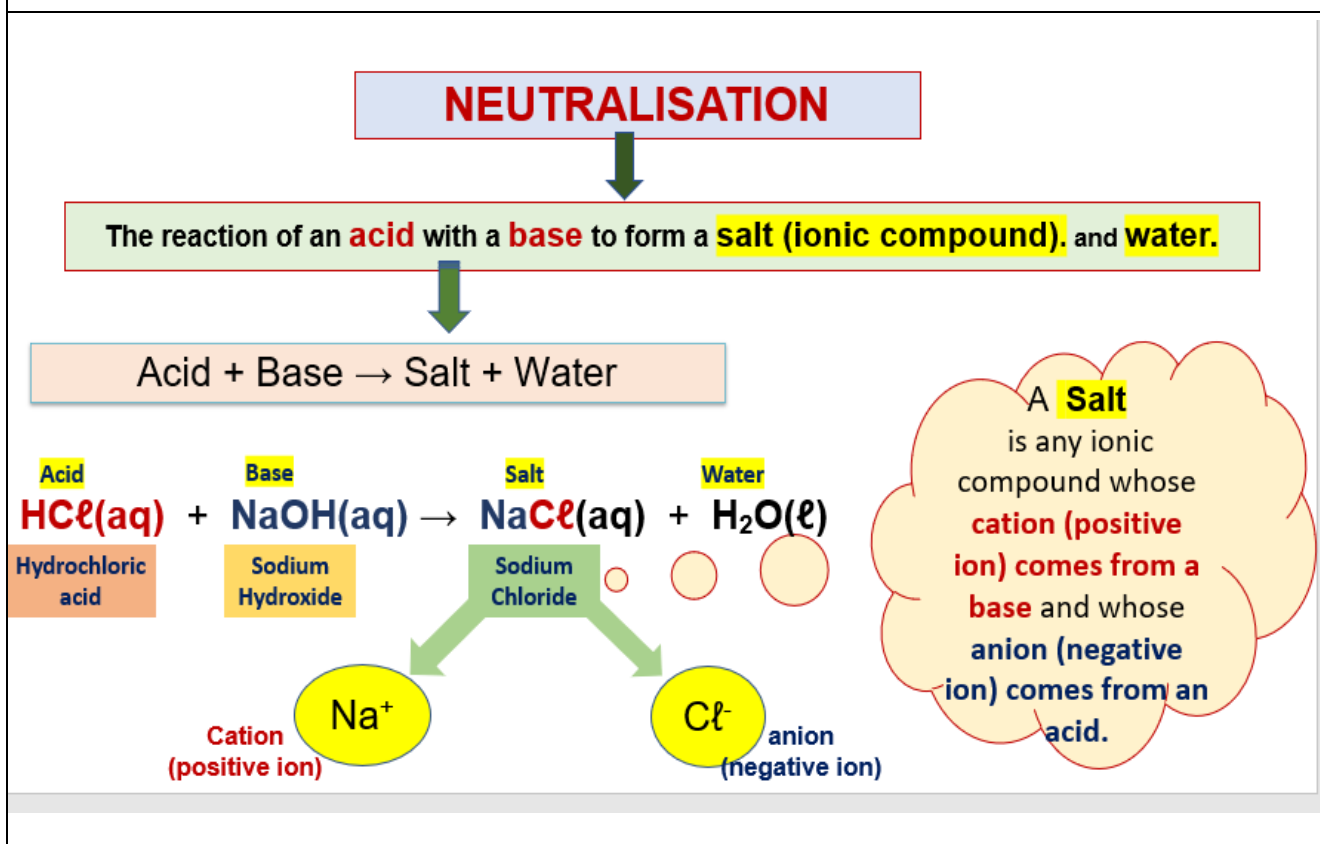 NEUTRALISATION
The reaction of an acid with a base to form a salt (ionic compound). and water.
Acid + Base → Salt + Water
Acid Base Salt Water
HCℓ(aq) + NaOH(aq) → NaCℓ(aq) + H₂O(ℓ)
Hydrochloric acid
Sodium Hydroxide
Sodium Chloride
Na⁺
Cation
(positive ion)
Cℓ⁻
anion
(negative ion)
A Salt
is any ionic
compound whose
cation (positive
ion) comes from a
base and whose
anion (negative
ion) comes from an
acid.